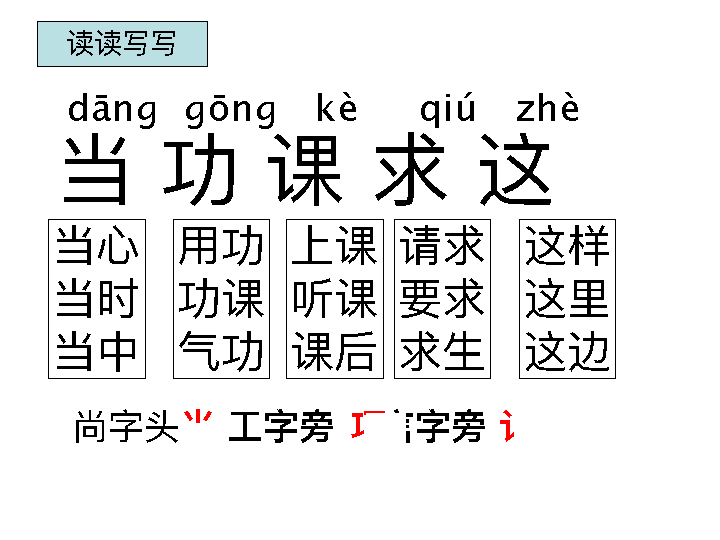 读读写写
dāng gōng kè qiú zhè
当 功 课 求 这
当心 用功 上课 请求 这样
当时 功课 听课 要求 这里
当中 气功 课后 求生 这边
尚字头⺌ 工字旁 字旁 讠